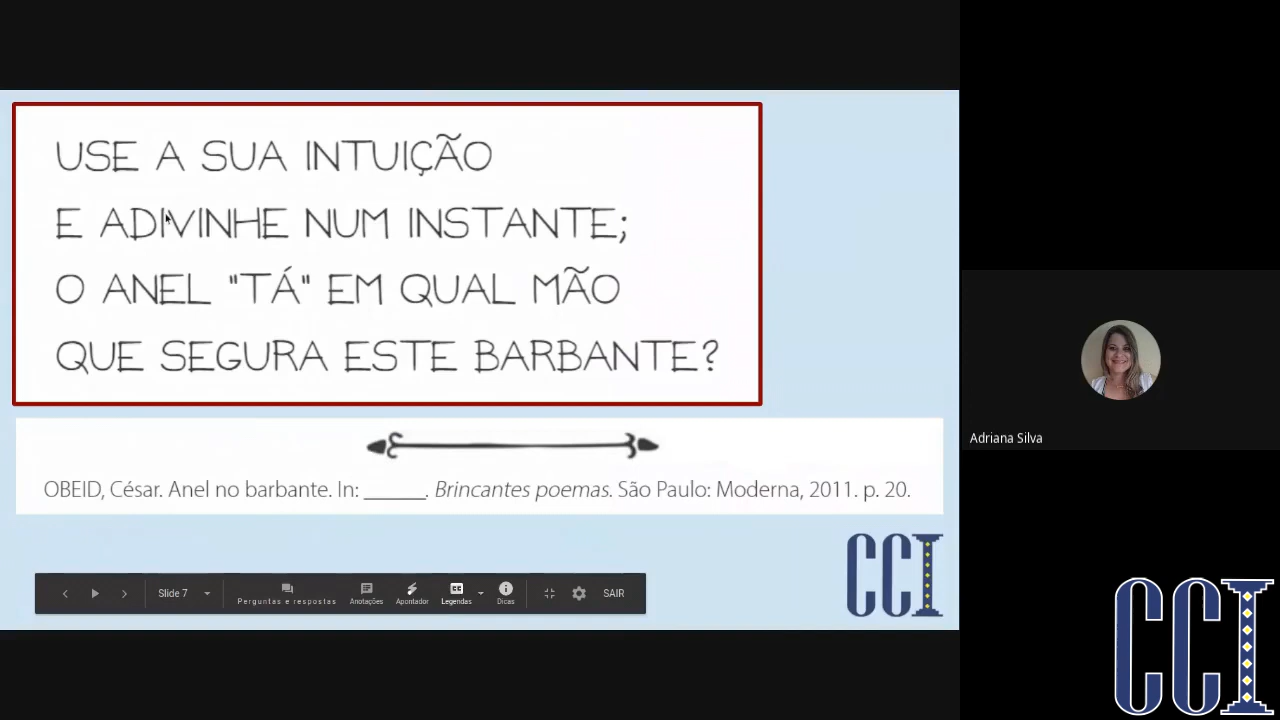 USE A SUA INTUIÇÃO
E ADIVINHE NUM INSTANTE;
O ANEL "TÁ" EM QUAL MÃO
QUE SEGURA ESTE BARBANTE?
OBEID, César. Anel no barbante. In: ______. Brincantes poemas. São Paulo: Moderna, 2011. p. 20.
CCI
Slide 7
Perguntas e respostas
Anotações
Apontador
Legendas
Dicas
SAIR
Adriana Silva
CCI